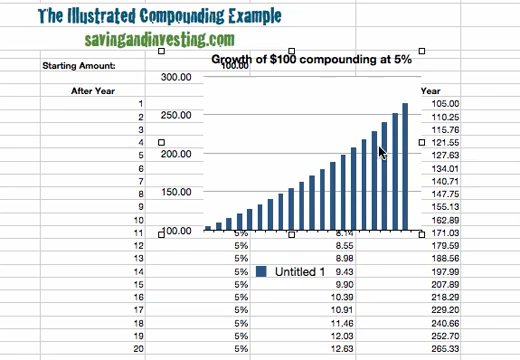 The Illustrated Compounding Example
savingandinvesting.com
Growth of $100 compounding at 5%
Starting Amount: 100.00
After Year Year
300.00
250.00
200.00
150.00
100.00
Untitled 1
1 105.00
2 110.25
3 115.76
4 121.55
5 127.63
6 134.01
7 140.71
8 147.75
9 155.13
10 162.89
11 5% 8.14 171.03
12 5% 8.55 179.59
13 5% 8.98 188.56
14 5% 9.43 197.99
15 5% 9.90 207.89
16 5% 10.39 218.29
17 5% 10.91 229.20
18 5% 11.46 240.66
19 5% 12.03 252.70
20 5% 12.63 265.33